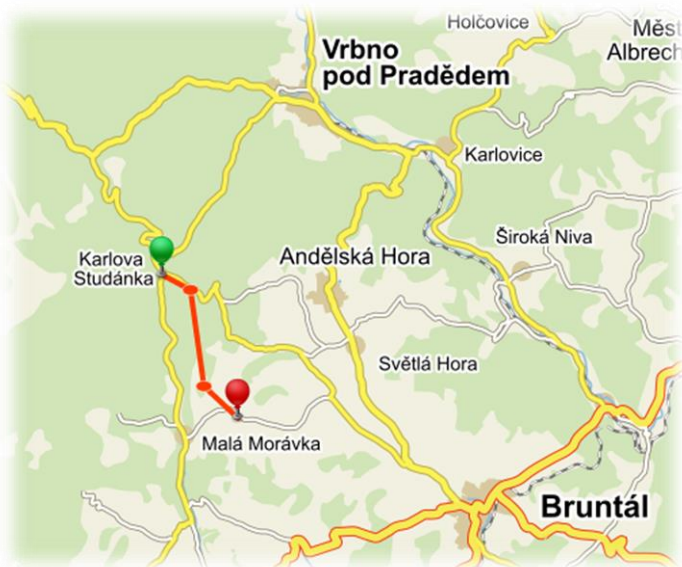 Holčovice
Měst
Albrech
Vrbno
pod Pradědem
Karlovice
Široká Niva
Andělská Hora
Karlova
Studánka
Světlá Hora
Malá Morávka
Bruntál